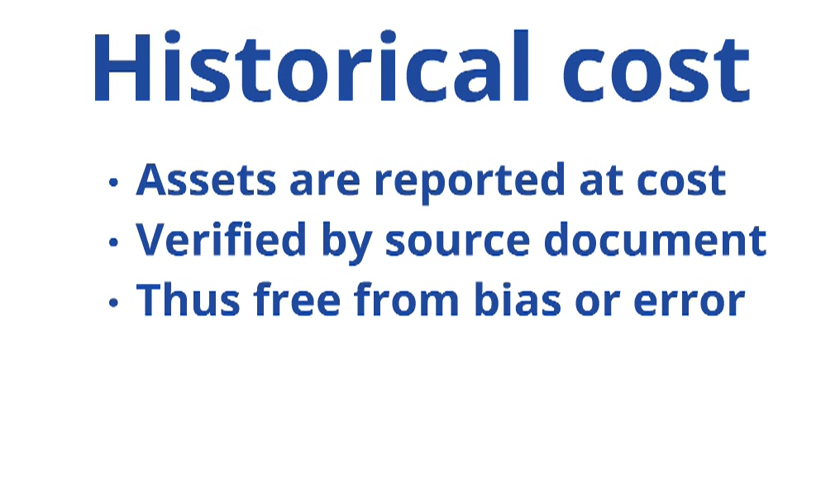 Historical cost
• Assets are reported at cost
• Verified by source document
• Thus free from bias or error